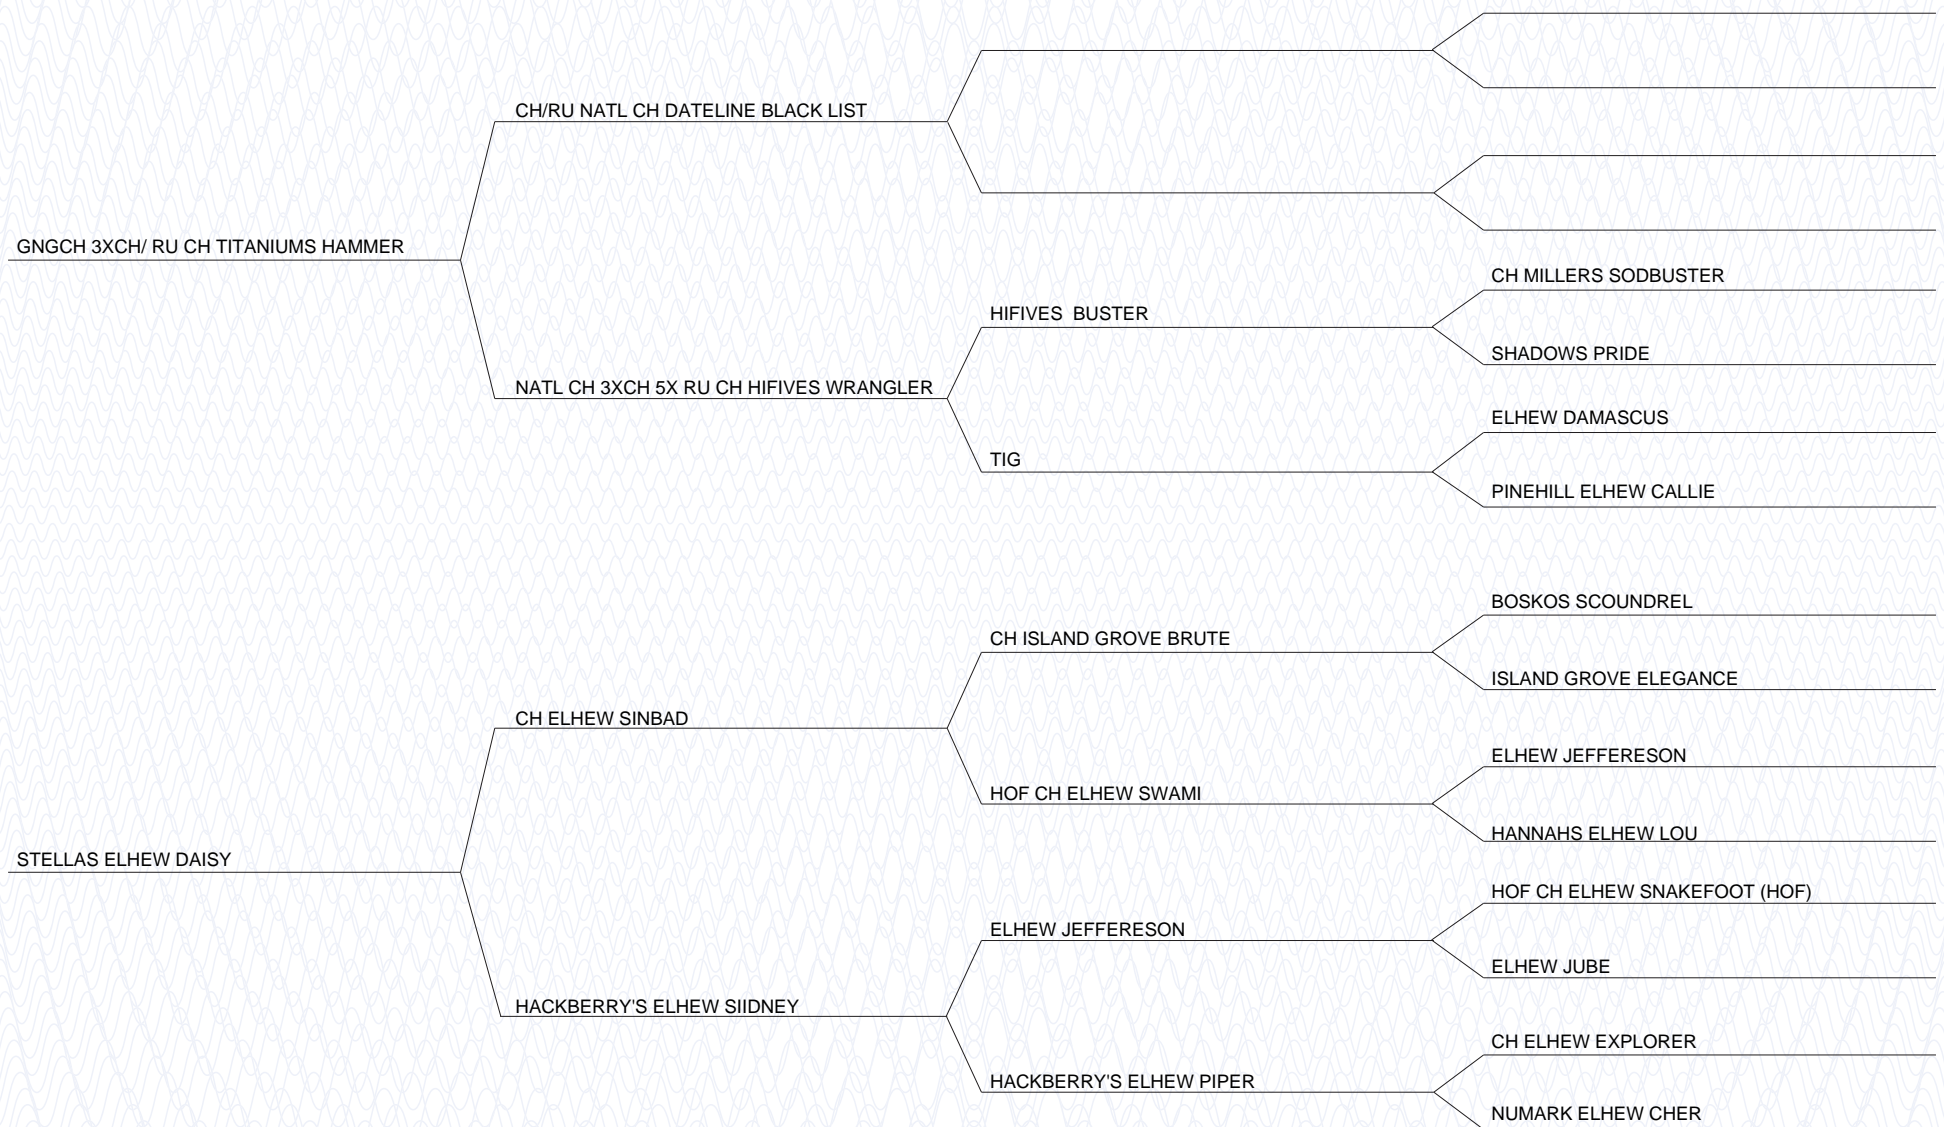 CH/RU NATL CH DATELINE BLACK LIST
GNGCH 3XCH/ RU CH TITANIUMS HAMMER
CH MILLERS SODBUSTER
HIFIVES  BUSTER
SHADOWS PRIDE
NATL CH 3XCH 5X RU CH HIFIVES WRANGLER
ELHEW DAMASCUS
TIG
PINEHILL ELHEW CALLIE
BOSKOS SCOUNDREL
CH ISLAND GROVE BRUTE
ISLAND GROVE ELEGANCE
CH ELHEW SINBAD
ELHEW JEFFERESON
HOF CH ELHEW SWAMI
HANNAHS ELHEW LOU
STELLAS ELHEW DAISY
HOF CH ELHEW SNAKEFOOT (HOF)
ELHEW JEFFERESON
ELHEW JUBE
HACKBERRY'S ELHEW SIIDNEY
CH ELHEW EXPLORER
HACKBERRY'S ELHEW PIPER
NUMARK ELHEW CHER